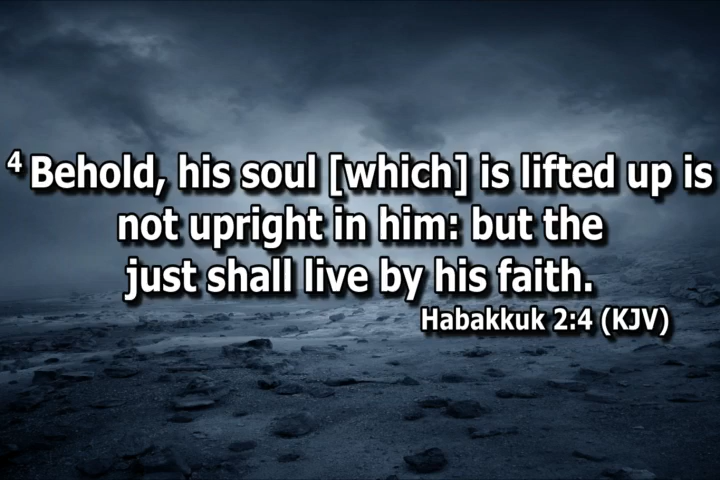 4 Behold, his soul [which] is lifted up is
not upright in him: but the
just shall live by his faith.
Habakkuk 2:4 (KJV)